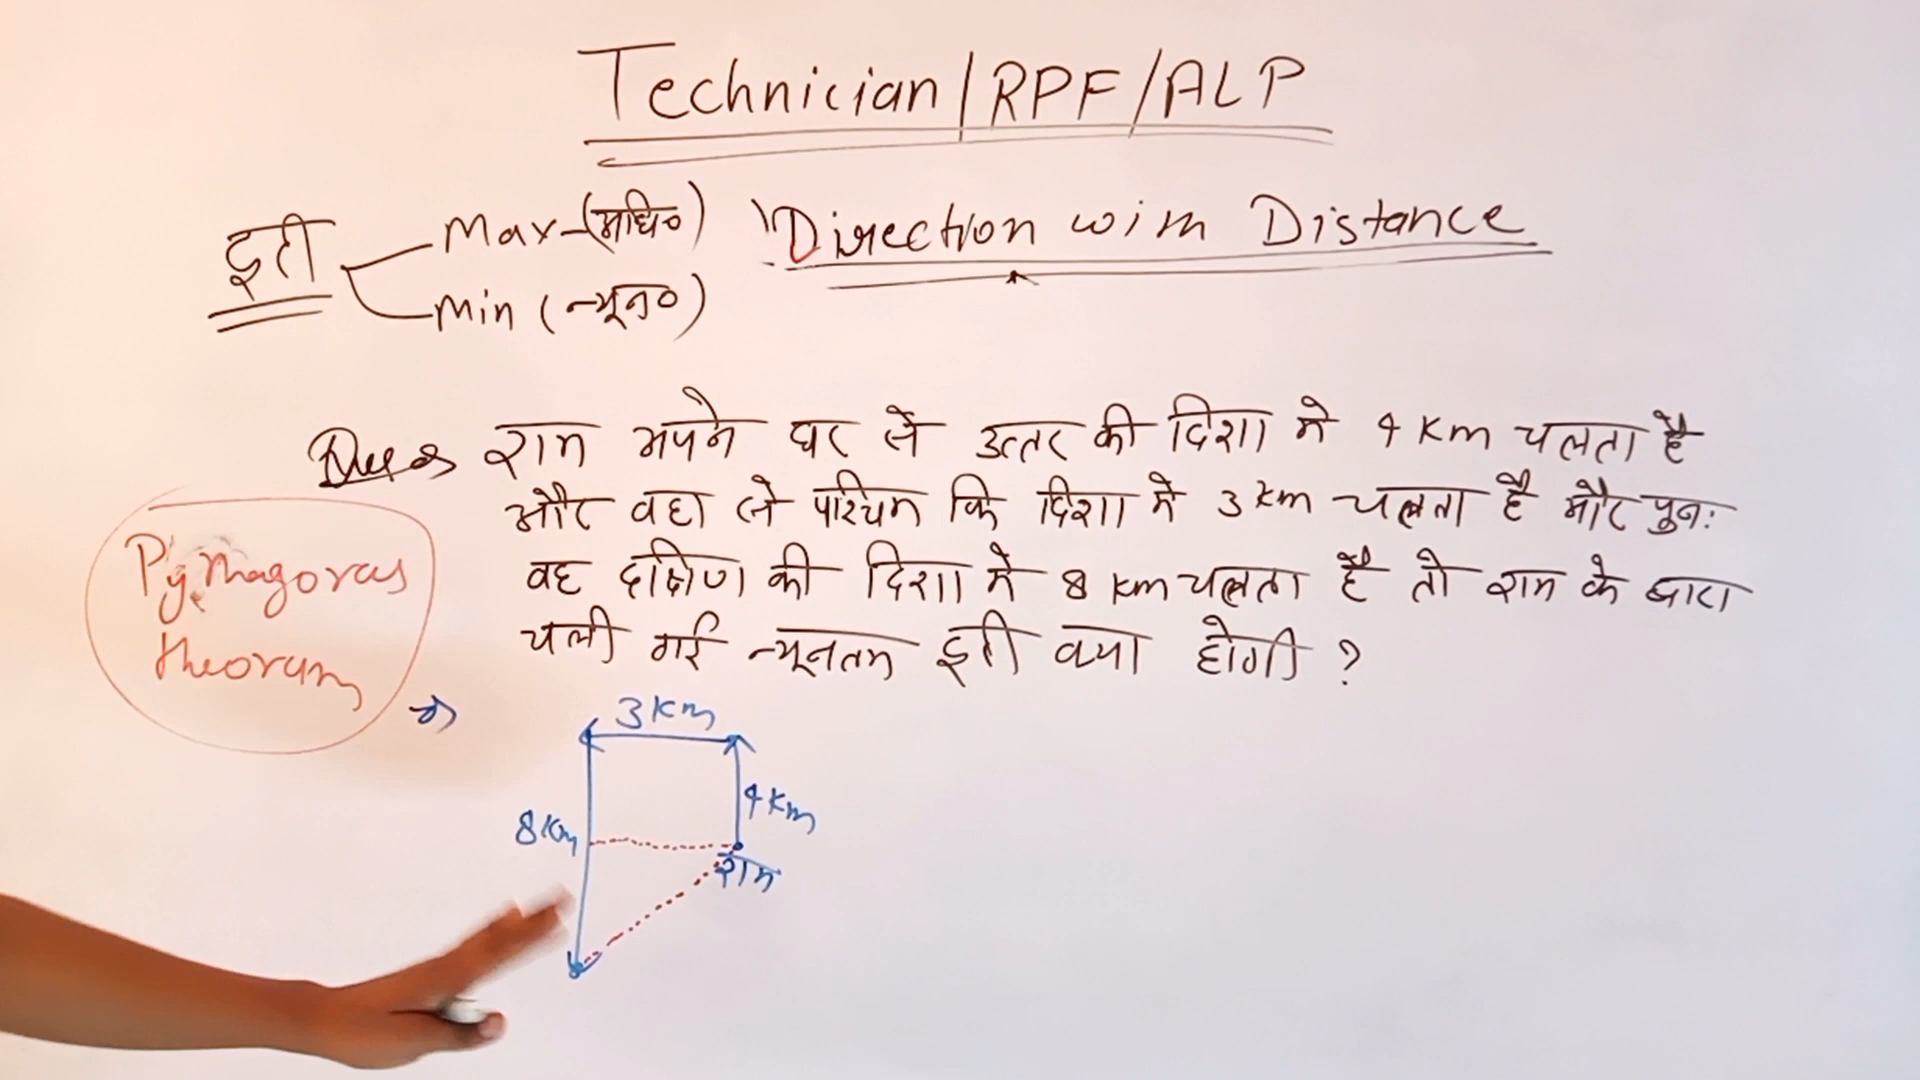 Technician/RPF/ALP
दूरी
Max-(अधि०)
Min (न्यून०)
Direction with Distance
Ques राम अपने घर से उत्तर की दिशा मे 4 Km चलता है
और वहा से पश्चिम कि दिशा मे 3 km चलता है और पुनः
वह दक्षिण की दिशा मे 8 km चलता है तो राम के द्वारा
चली गई न्यूनतम दूरी क्या होगी ?
Pythagoras
theoram
3 Km
4 Km
8 Km
राम